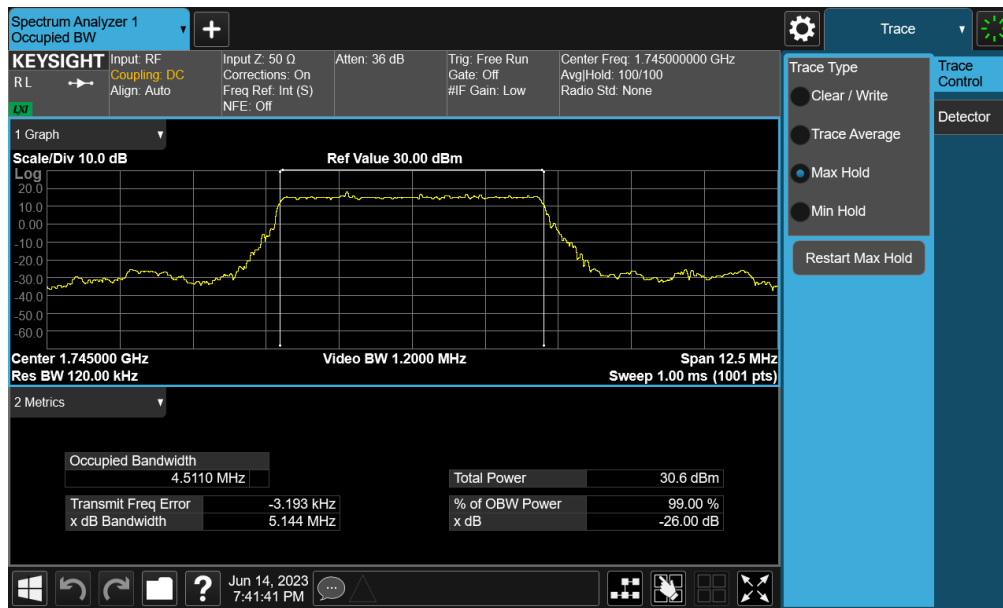 Spectrum Analyzer 1
Occupied BW
+
Trace
KEYSIGHT
RL
LXI
Input: RF
Coupling: DC
Align: Auto
Input Z: 50 Ω
Corrections: On
Freq Ref: Int (S)
NFE: Off
Atten: 36 dB
Trig: Free Run
Gate: Off
#IF Gain: Low
Center Freq: 1.745000000 GHz
Avg|Hold: 100/100
Radio Std: None
Trace Type
Clear / Write
Trace Average
Max Hold
Min Hold
Restart Max Hold
Trace
Control
Detector
1 Graph
Scale/Div 10.0 dB
Ref Value 30.00 dBm
Log
20.0
10.0
0.00
-10.0
-20.0
-30.0
-40.0
-50.0
-60.0
Center 1.745000 GHz
Video BW 1.2000 MHz
Span 12.5 MHz
Res BW 120.00 kHz
Sweep 1.00 ms (1001 pts)
2 Metrics
Occupied Bandwidth
4.5110 MHz
Total Power 30.6 dBm
Transmit Freq Error -3.193 kHz
% of OBW Power 99.00 %
x dB Bandwidth 5.144 MHz
x dB -26.00 dB
?
Jun 14, 2023
7:41:41 PM